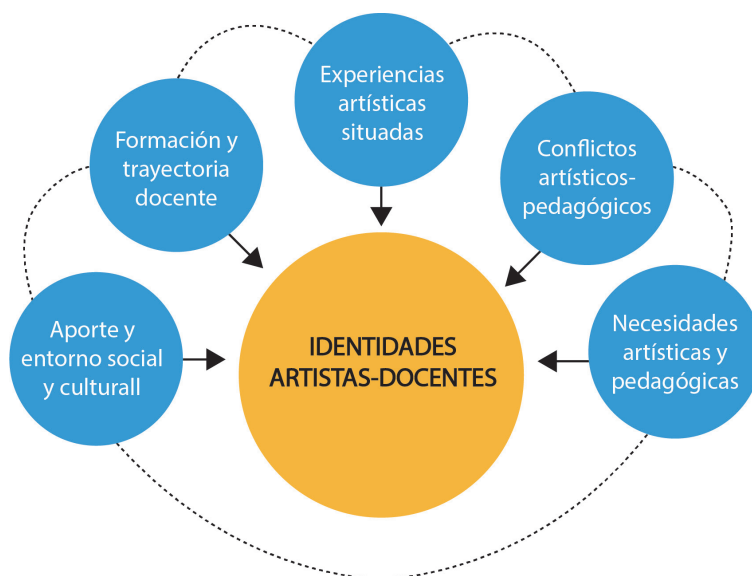 Experiencias
artísticas
situadas
Formación y
trayectoria
docente
Conflictos
artísticos-
pedagógicos
Aporte y
entorno social
y culturall
IDENTIDADES
ARTISTAS-DOCENTES
Necesidades
artísticas y
pedagógicas